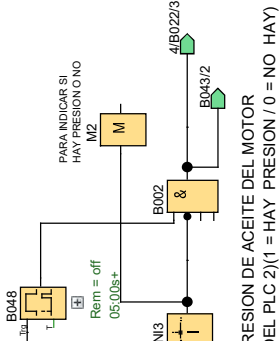 4/B022/3
B043/2
PARA INDICAR SI
HAY PRESION O NO
M2
M
B002
&
B048
Trg
T
+
Rem = off
05:00s+
NI3
RESION DE ACEITE DEL MOTOR
DEL PLC 2)(1 = HAY PRESION / 0 = NO HAY)